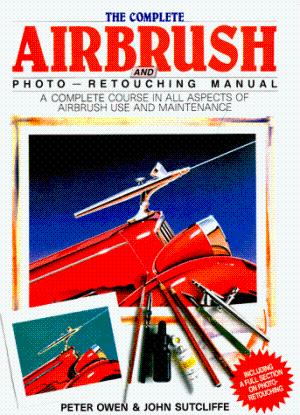 THE COMPLETE
AIRBRUSH
AND
PHOTO – RETOUCHING MANUAL
A COMPLETE COURSE IN ALL ASPECTS OF
AIRBRUSH USE AND MAINTENANCE
INCLUDING
A FULL SECTION
ON PHOTO-
RETOUCHING
PETER OWEN & JOHN SUTCLIFFE